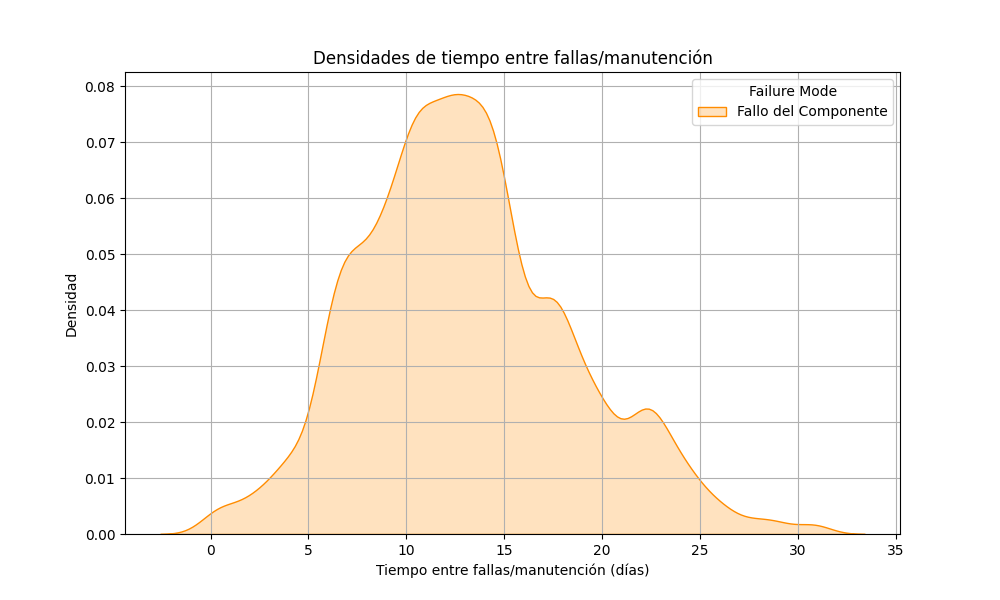 Densidades de tiempo entre fallas/manutención
Failure Mode
Fallo del Componente
0.08
0.07
0.06
0.05
0.04
0.03
0.02
0.01
0.00
Densidad
0 5 10 15 20 25 30 35
Tiempo entre fallas/manutención (días)